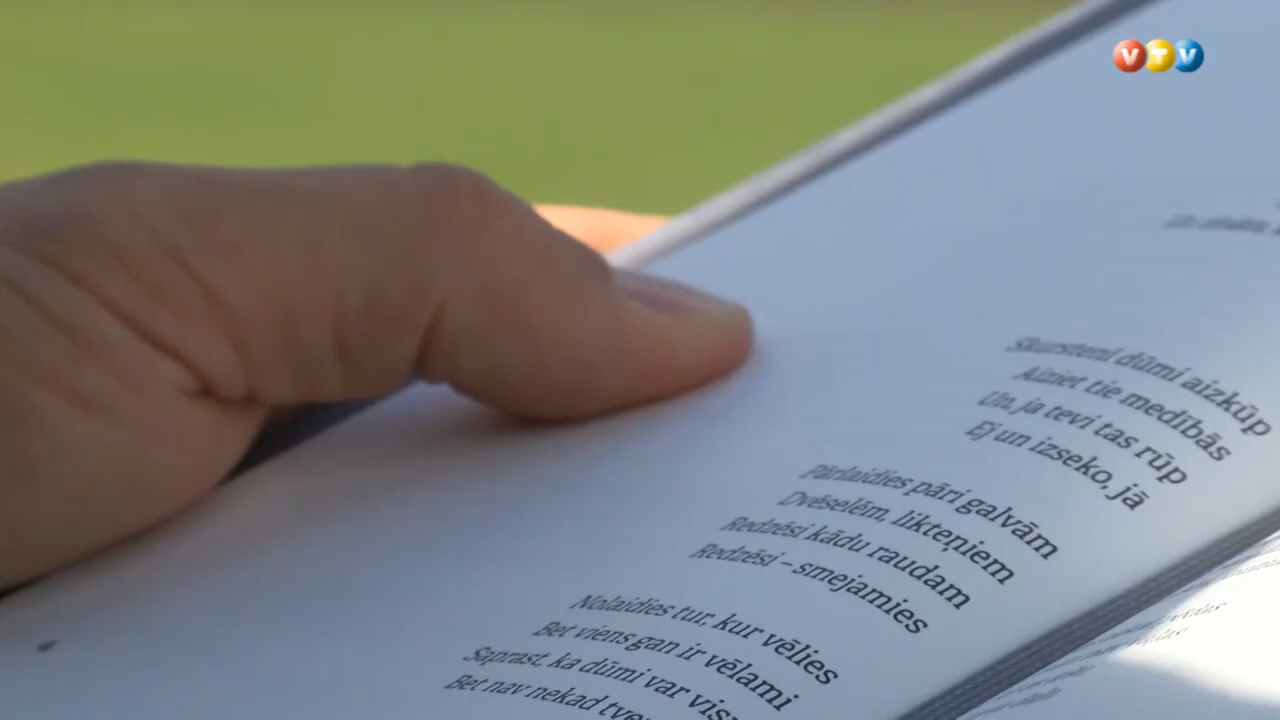 VTV
Skursteņi dūmi aizkūp
Aiziet tie medībās
Un, ja tevi tas rūp
Ej un izseko, jā
Pārlaidies pāri galvām
Dvēselēm, likteņiem
Redzēsi kādu raudam
Redzēsi – smejamies
Nolaidies tur, kur vēlies
Bet viens gan ir vēlami
Saprast, ka dūmi var
Bet nav nekad